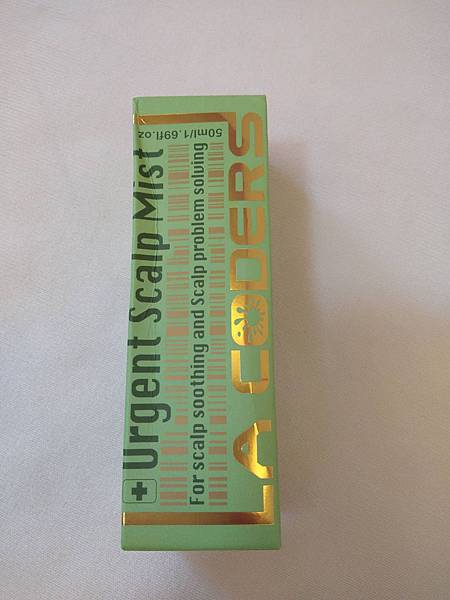 Urgent Scalp Mist
For scalp soothing and Scalp problem solving
LA CODERS
50ml/1.69fl.oz